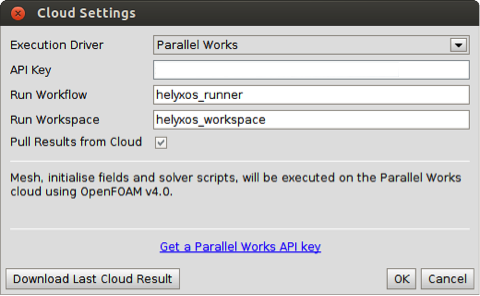 Cloud Settings
Execution Driver Parallel Works
API Key
Run Workflow helyxos_runner
Run Workspace helyxos_workspace
Pull Results from Cloud
Mesh, initialise fields and solver scripts, will be executed on the Parallel Works
cloud using OpenFOAM v4.0.
Get a Parallel Works API key
Download Last Cloud Result OK Cancel